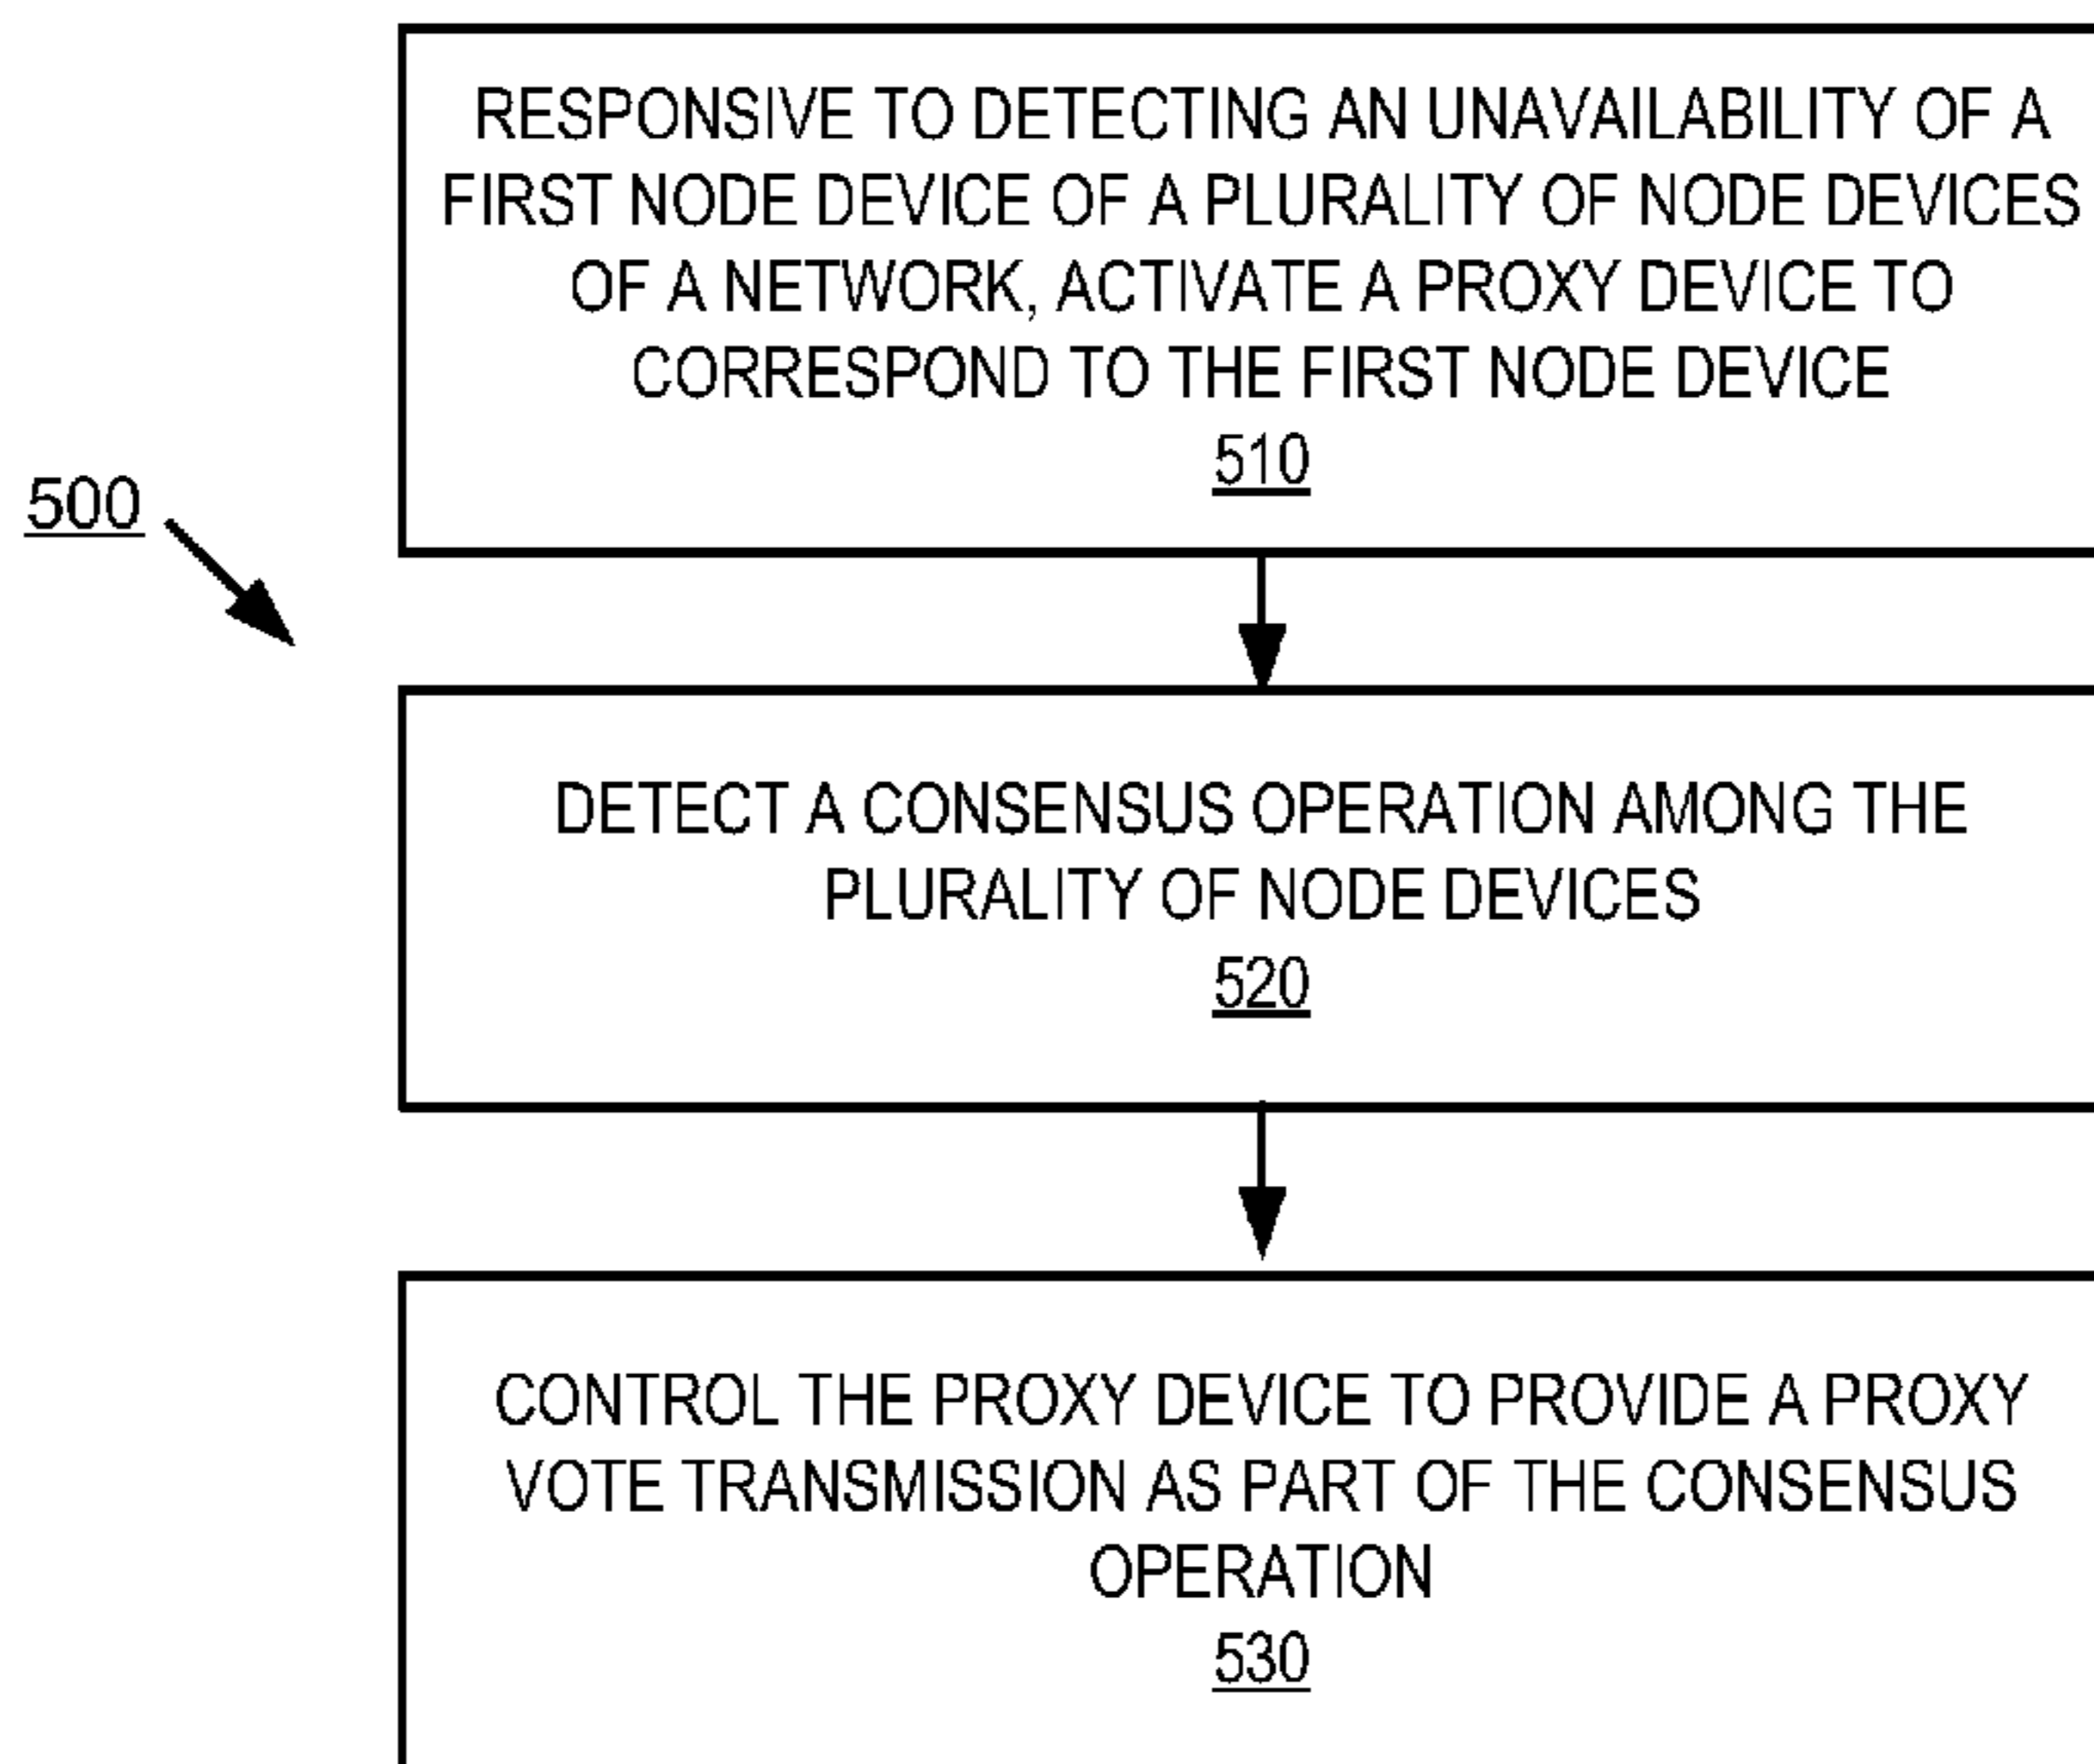 RESPONSIVE TO DETECTING AN UNAVAILABILITY OF A
FIRST NODE DEVICE OF A PLURALITY OF NODE DEVICES
OF A NETWORK, ACTIVATE A PROXY DEVICE TO
CORRESPOND TO THE FIRST NODE DEVICE
510
500
DETECT A CONSENSUS OPERATION AMONG THE
PLURALITY OF NODE DEVICES
520
CONTROL THE PROXY DEVICE TO PROVIDE A PROXY
VOTE TRANSMISSION AS PART OF THE CONSENSUS
OPERATION
530